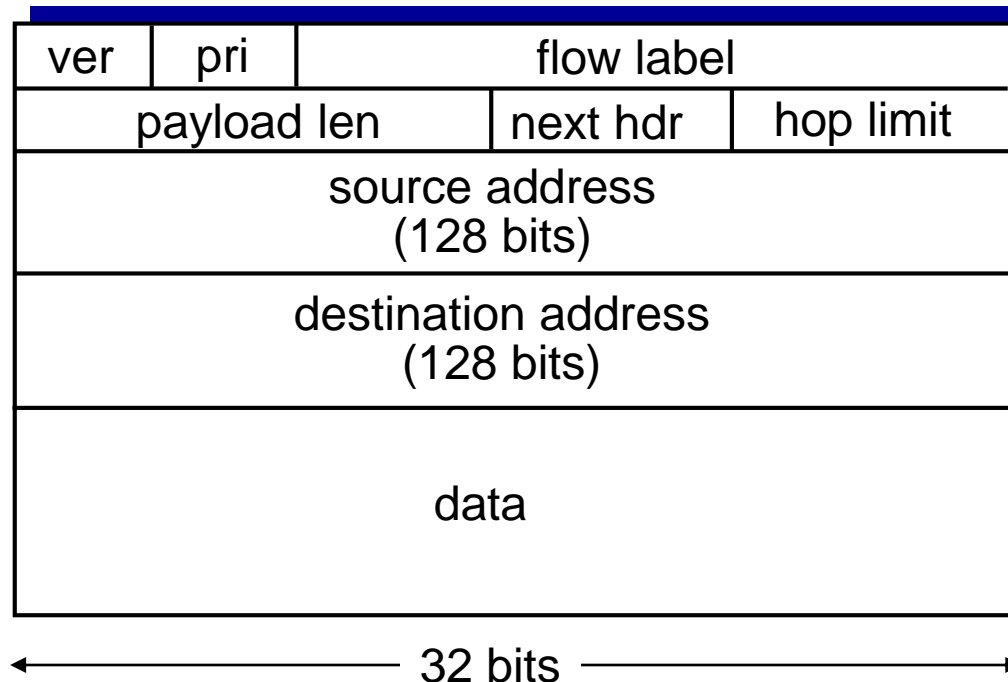 ver pri flow label
payload len next hdr hop limit
source address
(128 bits)
destination address
(128 bits)
data
32 bits